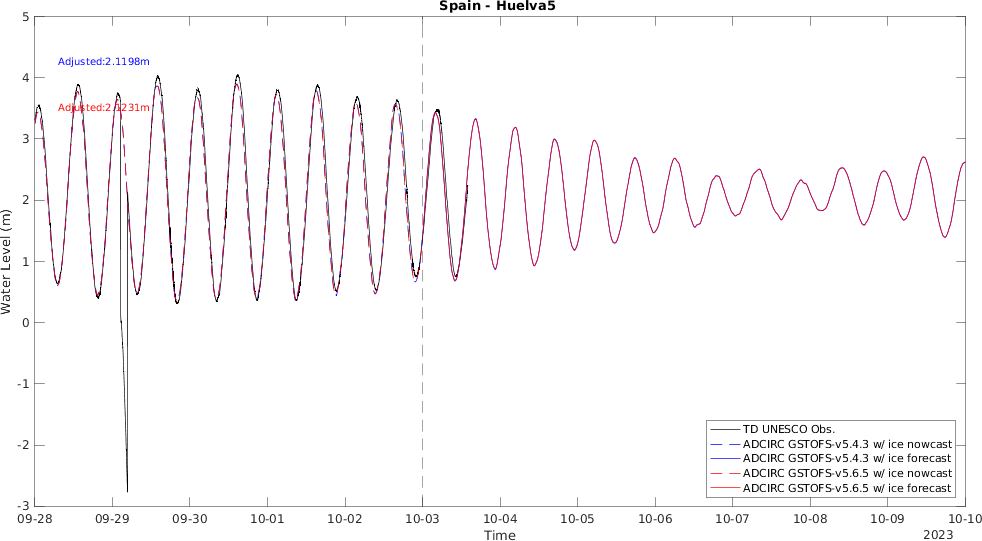 Spain - Huelva5
Adjusted:2.1198m
Adjusted:2.1231m
Water Level (m)
5
4
3
2
1
0
-1
-2
-3
TD UNESCO Obs.
ADCIRC GSTOFS-v5.4.3 w/ ice nowcast
ADCIRC GSTOFS-v5.4.3 w/ ice forecast
ADCIRC GSTOFS-v5.6.5 w/ ice nowcast
ADCIRC GSTOFS-v5.6.5 w/ ice forecast
09-28 09-29 09-30 10-01 10-02 10-03 10-04 10-05 10-06 10-07 10-08 10-09 10-10
Time
2023